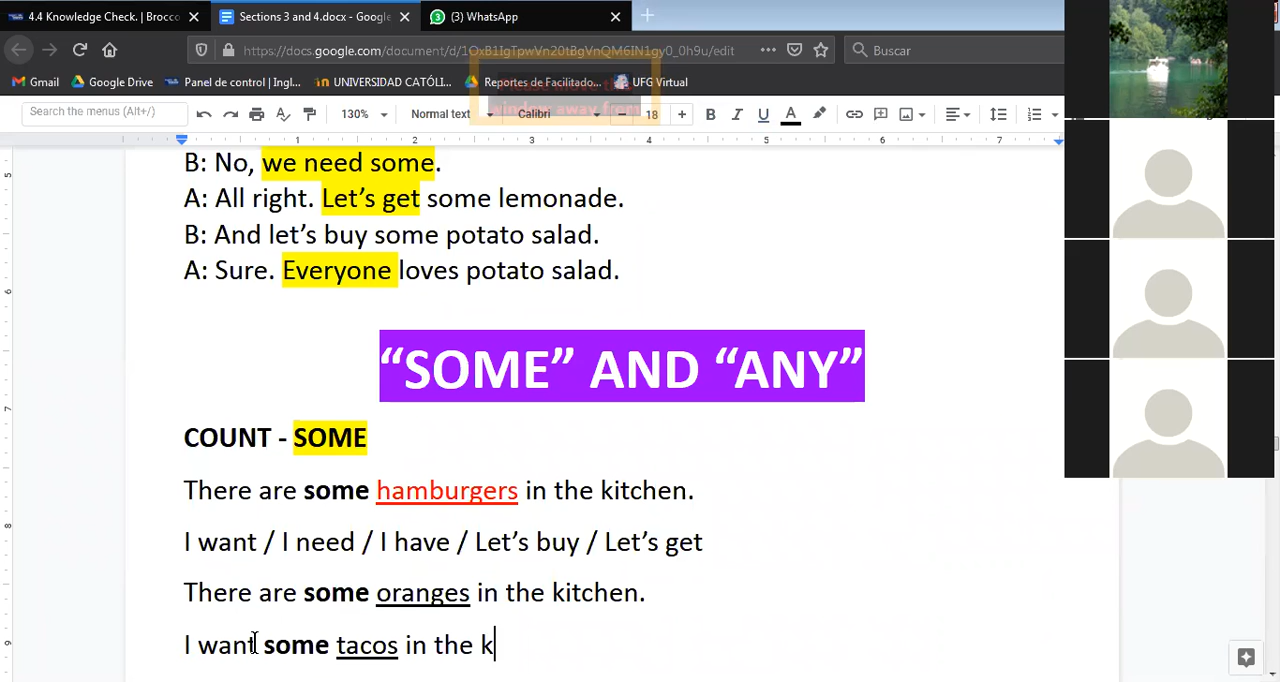 4.4 Knowledge Check. | Brocco
Sections 3 and 4.docx - Google
(3) WhatsApp
https://docs.google.com/document/d/1OxB1IgTpwVn20tBgVnQM6IN1gy0_0h9u/edit
Buscar
Gmail
Google Drive
Panel de control | Ingl...
UNIVERSIDAD CATÓLI...
Reportes de Facilitado...
UFG Virtual
window away from
Search the menus (Alt+/)
130%
Normal text
Calibri
18
B: No, we need some.
A: All right. Let’s get some lemonade.
B: And let’s buy some potato salad.
A: Sure. Everyone loves potato salad.
“SOME” AND “ANY”
COUNT - SOME
There are some hamburgers in the kitchen.
I want / I need / I have / Let’s buy / Let’s get
There are some oranges in the kitchen.
I want some tacos in the k